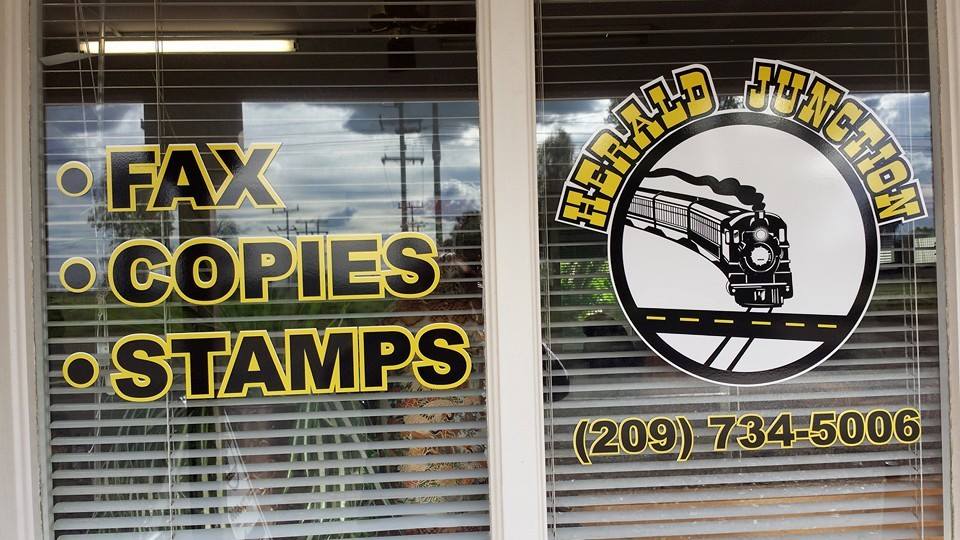 • FAX
• COPIES
• STAMPS
HERALD JUNCTION
(209) 734-5006